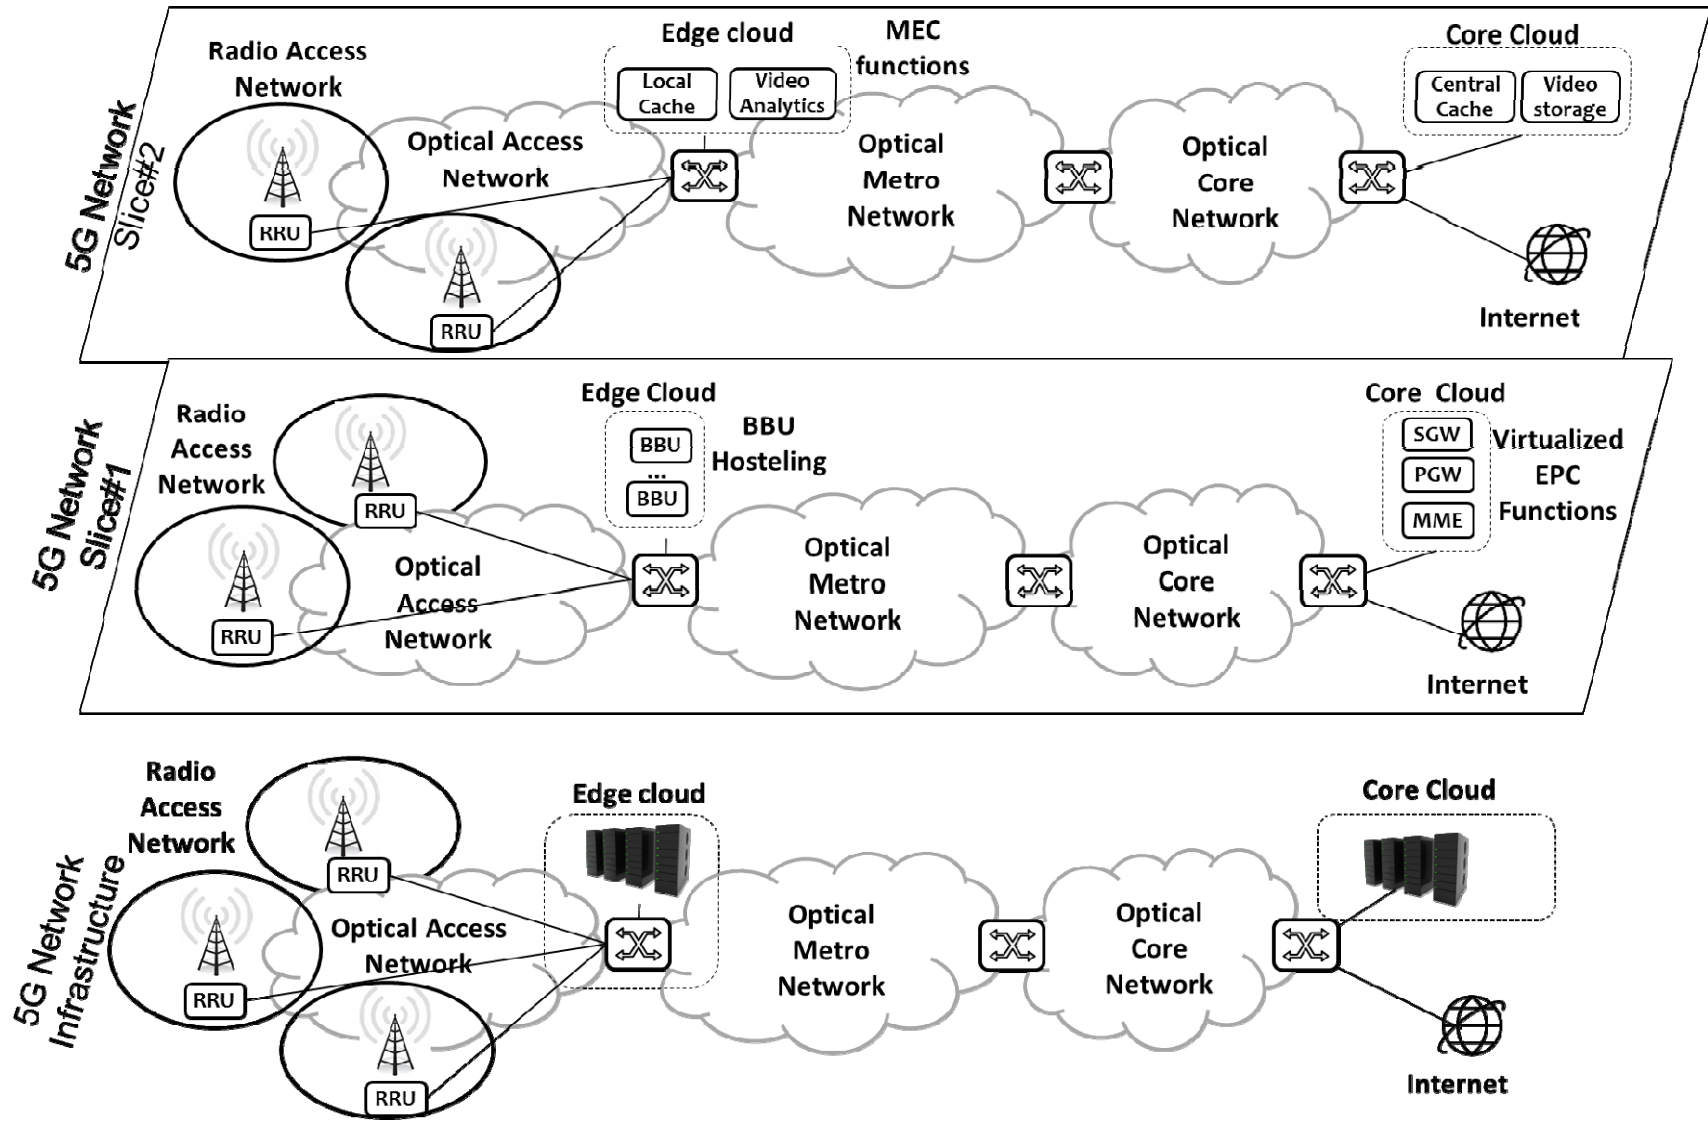 5G Network
Slice#2
Radio Access
Network
RRU
RRU
Optical Access
Network
Edge cloud
Local
Cache
Video
Analytics
MEC
functions
Optical
Metro
Network
Optical
Core
Network
Core Cloud
Central
Cache
Video
storage
Internet
5G Network
Slice#1
Radio
Access
Network
RRU
RRU
Optical
Access
Network
Edge Cloud
BBU
...
BBU
BBU
Hosteling
Optical
Metro
Network
Optical
Core
Network
Core Cloud
SGW
PGW
MME
Virtualized
EPC
Functions
Internet
5G Network
Infrastructure
Radio
Access
Network
RRU
RRU
RRU
Optical Access
Network
Edge cloud
Optical
Metro
Network
Optical
Core
Network
Core Cloud
Internet